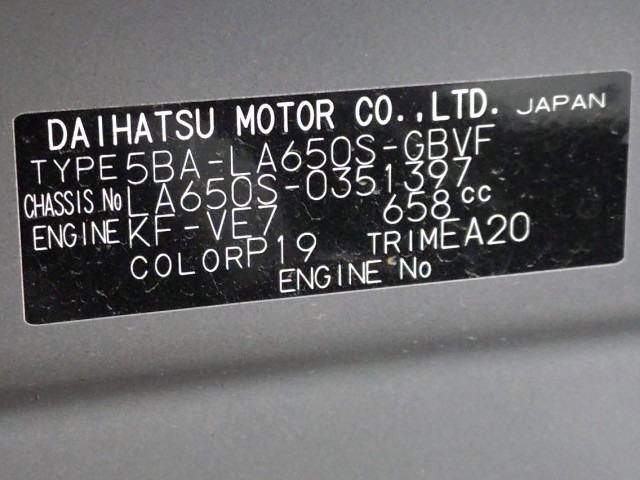 DAIHATSU MOTOR CO.,LTD. JAPAN
TYPE 5BA-LA650S-GBVF
CHASSIS No LA650S-0351397
ENGINE KF-VE7 658 cc
COLOR P19 TRIM EA20
ENGINE No